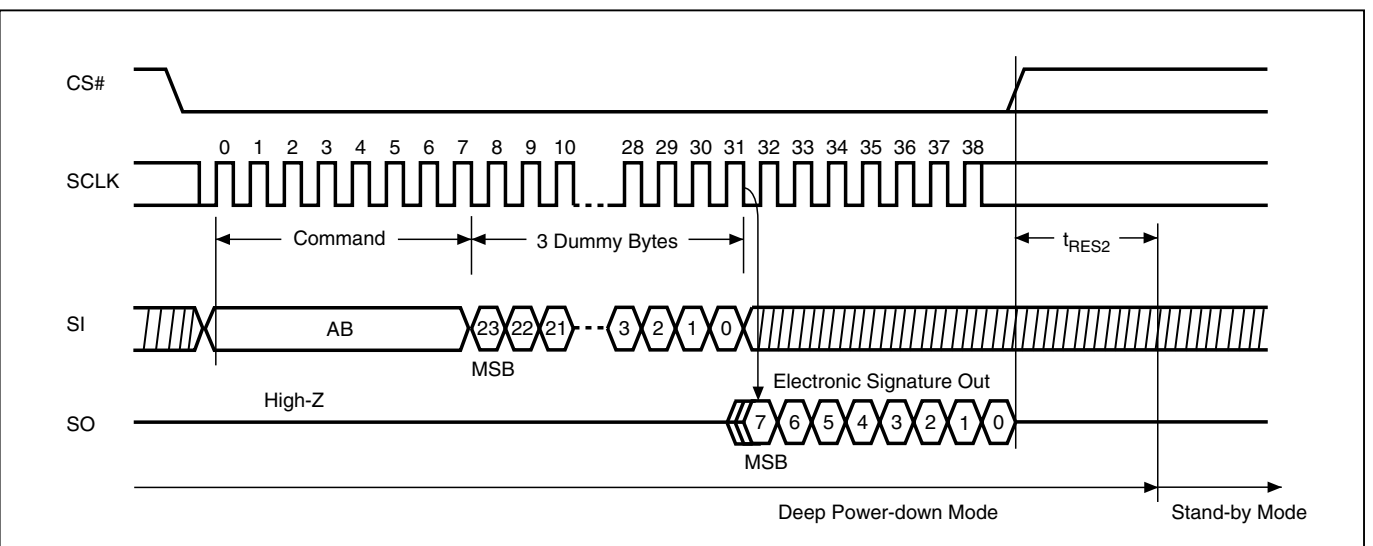 CS#
0 1 2 3 4 5 6 7 8 9 10 28 29 30 31 32 33 34 35 36 37 38
SCLK
Command 3 Dummy Bytes tRES2
SI AB 23 22 21 3 2 1 0
MSB
Electronic Signature Out
High-Z
SO 7 6 5 4 3 2 1 0
MSB
Deep Power-down Mode Stand-by Mode